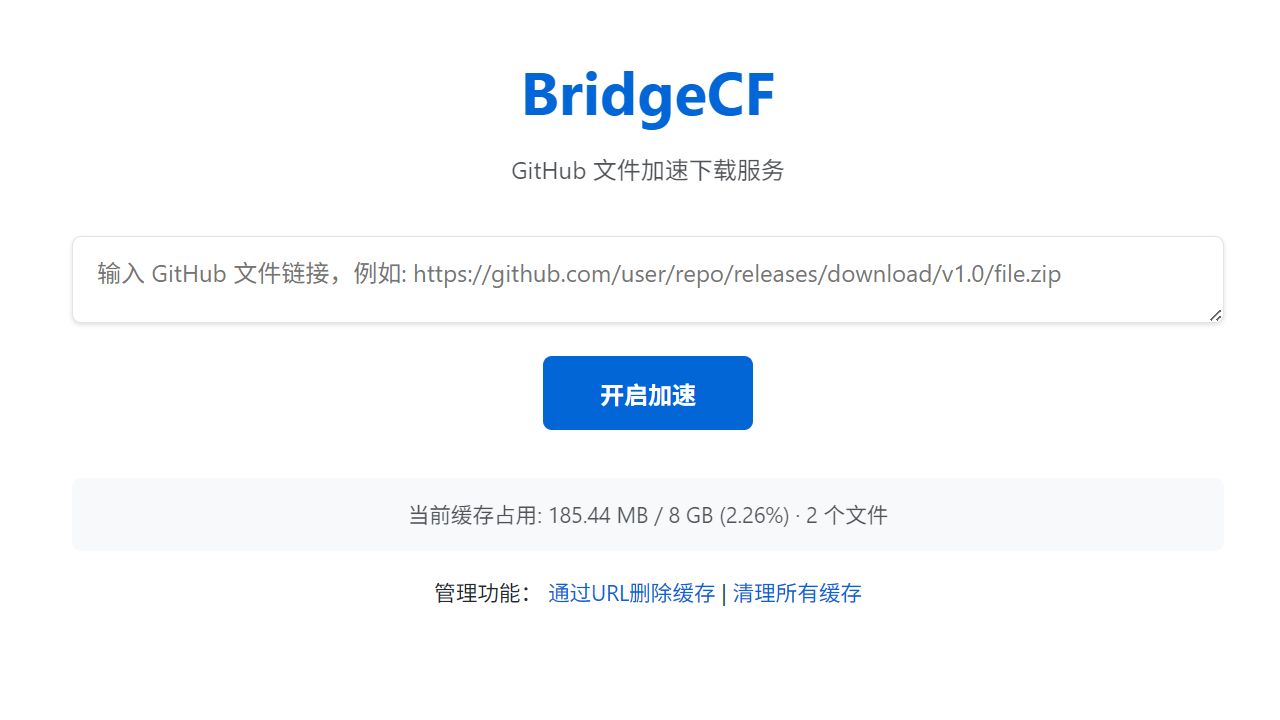 BridgeCF
GitHub 文件加速下载服务
输入 GitHub 文件链接，例如: https://github.com/user/repo/releases/download/v1.0/file.zip
开启加速
当前缓存占用: 185.44 MB / 8 GB (2.26%) · 2 个文件
管理功能： 通过URL删除缓存 | 清理所有缓存